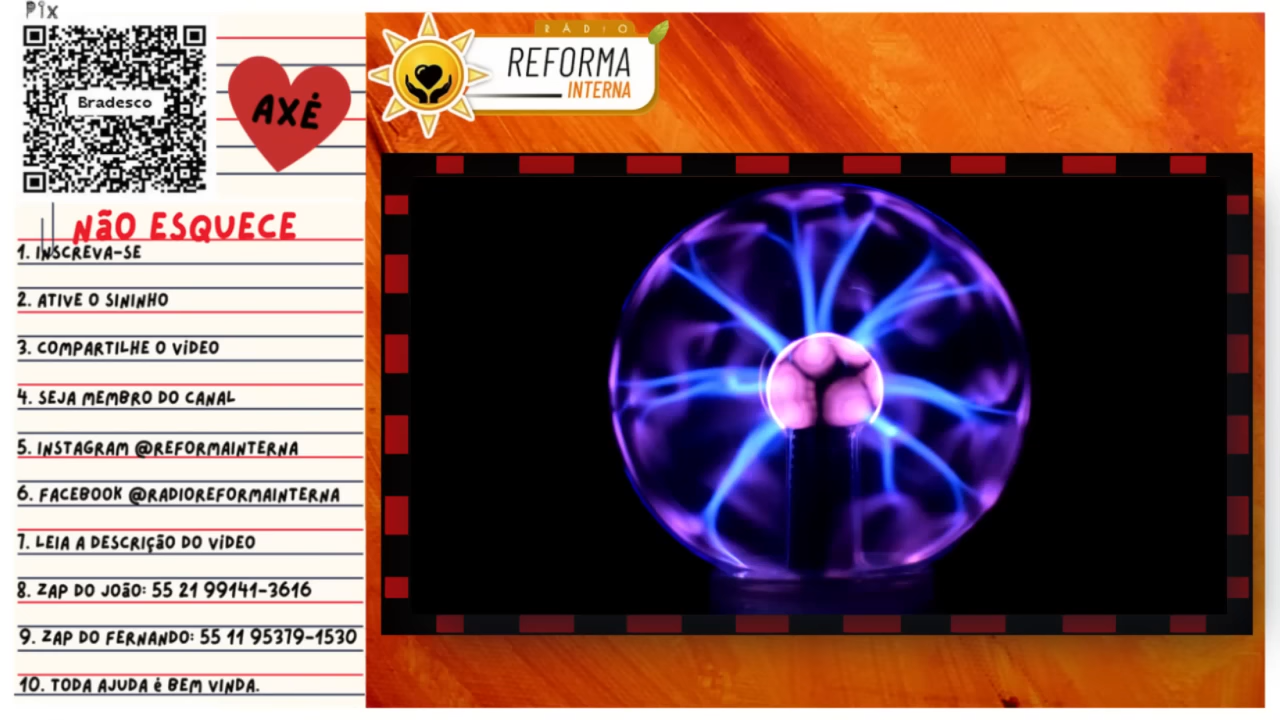 Pix
Bradesco
AXÉ
NÃO ESQUECE
1. INSCREVA-SE
2. ATIVE O SININHO
3. COMPARTILHE O VÍDEO
4. SEJA MEMBRO DO CANAL
5. INSTAGRAM @REFORMAINTERNA
6. FACEBOOK @RADIOREFORMAINTERNA
7. LEIA A DESCRIÇÃO DO VÍDEO
8. ZAP DO JOÃO: 55 21 99141-3616
9. ZAP DO FERNANDO: 55 11 95379-1530
10. TODA AJUDA É BEM VINDA.
RÁDIO
REFORMA
INTERNA